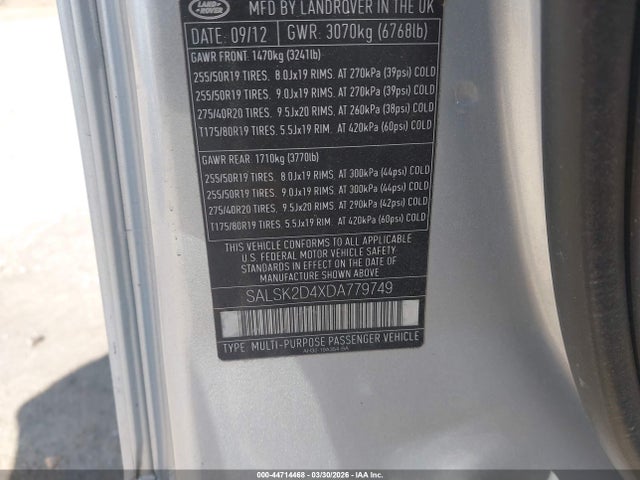 LAND ROVER
MFD BY LANDROVER IN THE UK
DATE: 09/12 GWR: 3070kg (6768lb)
GAWR FRONT: 1470kg (3241lb)
255/50R19 TIRES, 8.0Jx19 RIMS, AT 270kPa (39psi) COLD
255/50R19 TIRES, 9.0Jx19 RIMS, AT 270kPa (39psi) COLD
275/40R20 TIRES, 9.5Jx20 RIMS, AT 260kPa (38psi) COLD
T175/80R19 TIRES, 5.5Jx19 RIM, AT 420kPa (60psi) COLD
GAWR REAR: 1710kg (3770lb)
255/50R19 TIRES, 8.0Jx19 RIMS, AT 300kPa (44psi) COLD
255/50R19 TIRES, 9.0Jx19 RIMS, AT 300kPa (44psi) COLD
275/40R20 TIRES, 9.5Jx20 RIMS, AT 290kPa (42psi) COLD
T175/80R19 TIRES, 5.5Jx19 RIM, AT 420kPa (60psi) COLD
THIS VEHICLE CONFORMS TO ALL APPLICABLE
U.S. FEDERAL MOTOR VEHICLE SAFETY
STANDARDS IN EFFECT ON THE DATE OF
MANUFACTURE SHOWN ABOVE.
SALSK2D4XDA779749
TYPE: MULTI-PURPOSE PASSENGER VEHICLE
000-44714468 - 03/30/2026 - IAAI.COM